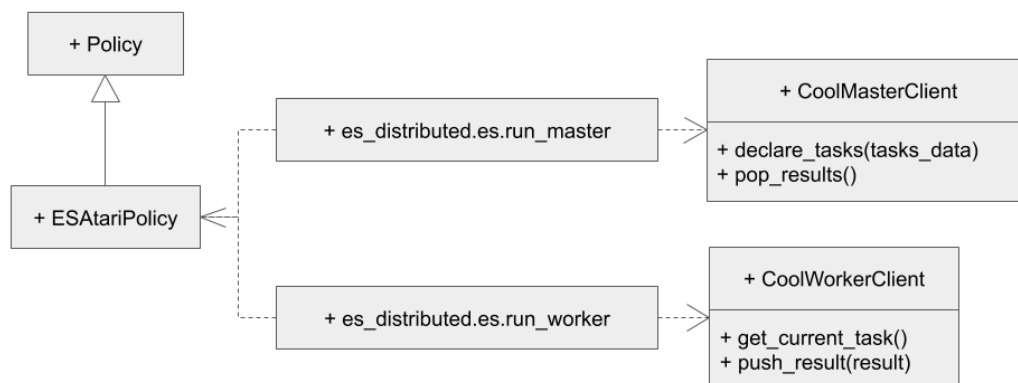 + Policy
+ CoolMasterClient
+ es_distributed.es.run_master
+ declare_tasks(tasks_data)
+ pop_results()
+ ESAtariPolicy
+ CoolWorkerClient
+ es_distributed.es.run_worker
+ get_current_task()
+ push_result(result)